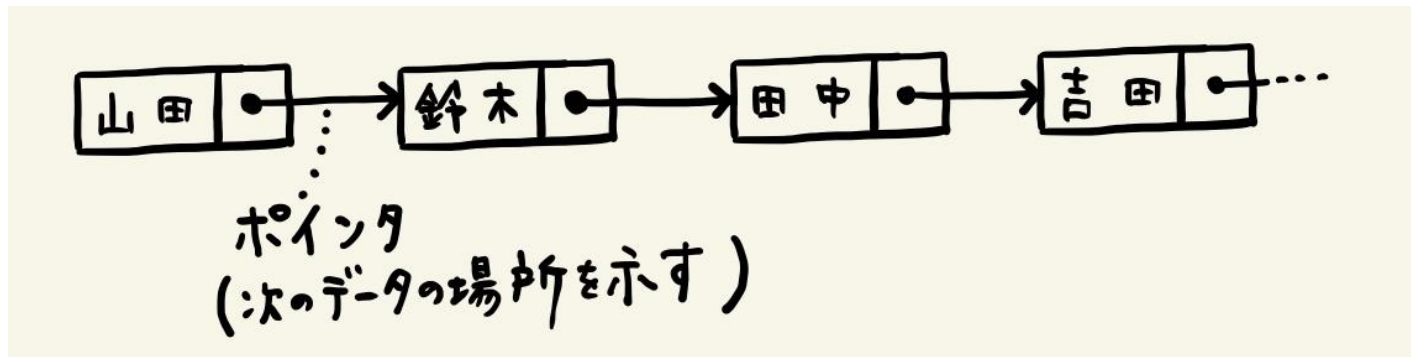 山田 鈴木 田中 吉田
ポインタ
(次のデータの場所を示す)